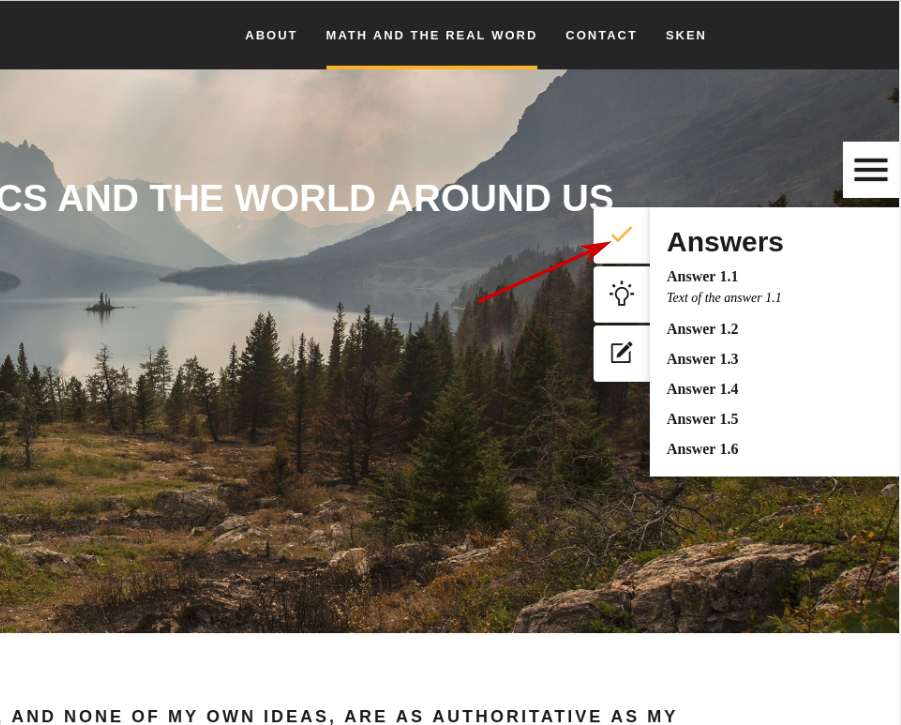 ABOUT MATH AND THE REAL WORD CONTACT SKEN
CS AND THE WORLD AROUND US
Answers
Answer 1.1
Text of the answer 1.1
Answer 1.2
Answer 1.3
Answer 1.4
Answer 1.5
Answer 1.6
, AND NONE OF MY OWN IDEAS, ARE AS AUTHORITATIVE AS MY